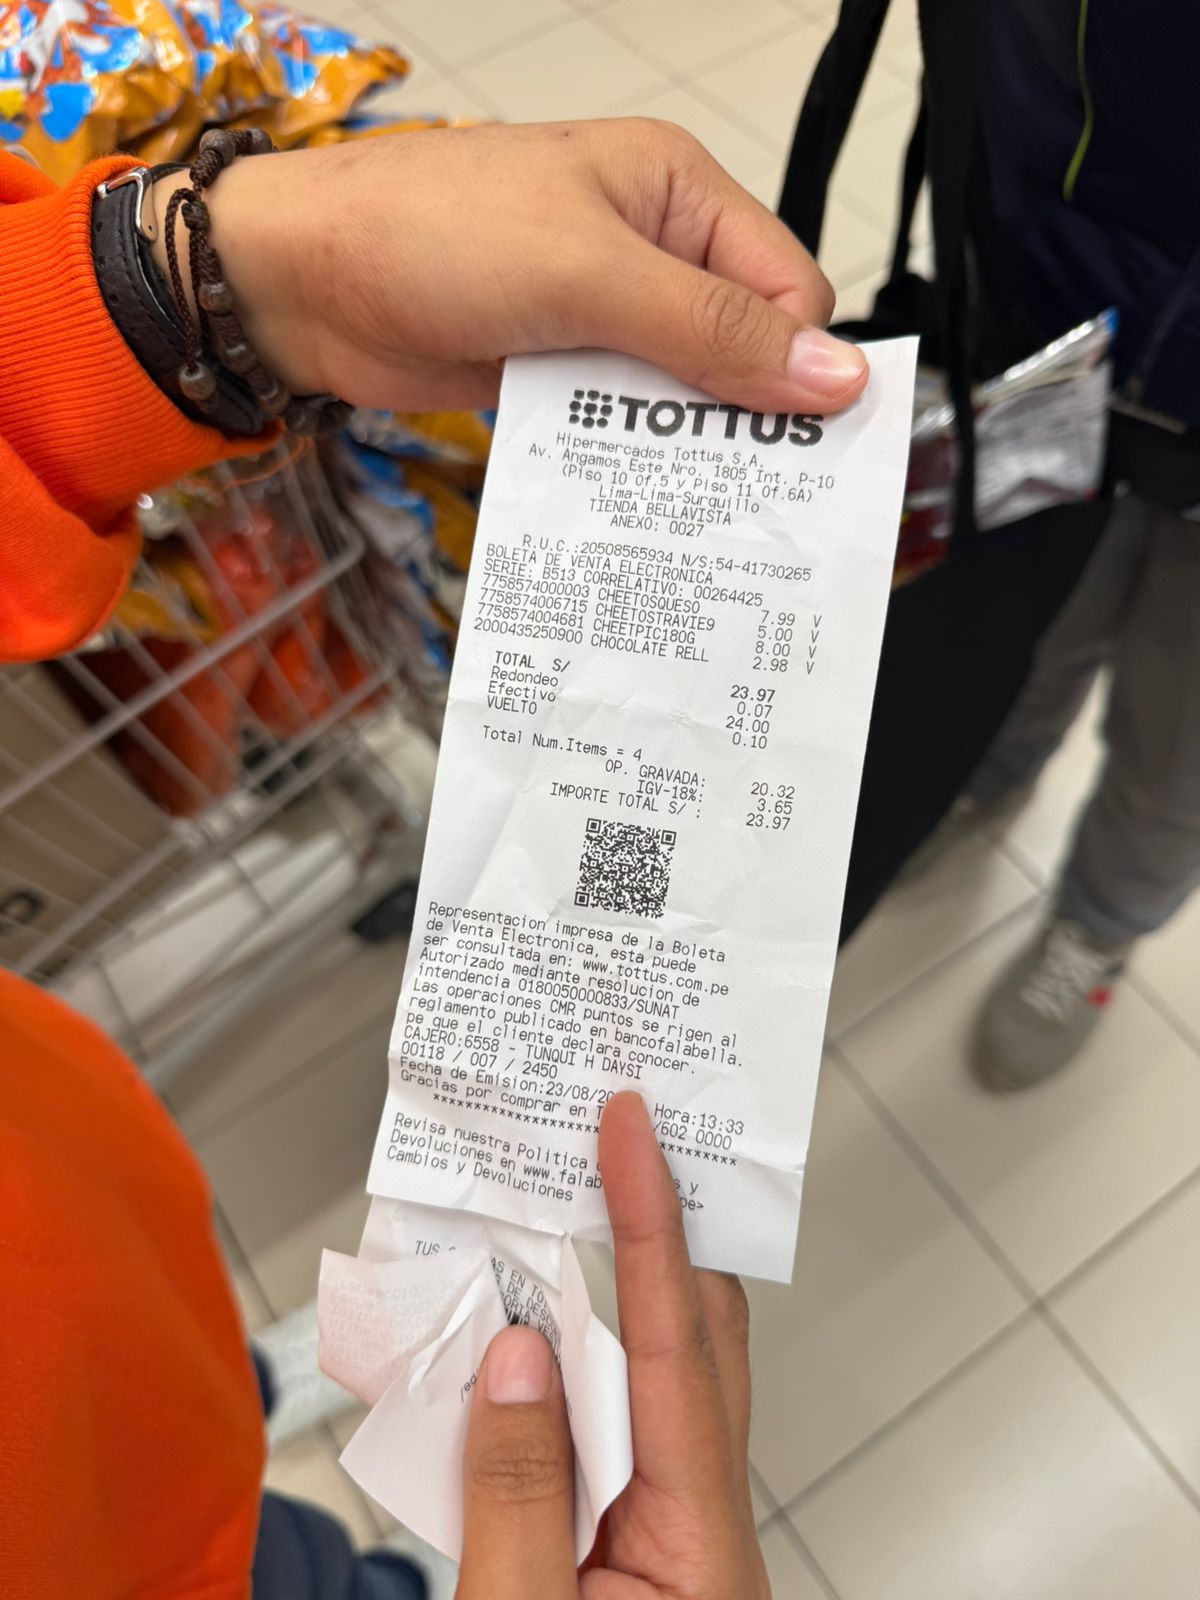 TOTTUS
Hipermercados Tottus S.A.
Av. Angamos Este Nro. 1805 Int. P-10
(Piso 10 Of.5 y Piso 11 Of.6A)
Lima-Lima-Surquillo
TIENDA BELLAVISTA
ANEXO: 0027
R.U.C.:20508565934 N/S:54-41730265
BOLETA DE VENTA ELECTRONICA
SERIE: B513 CORRELATIVO: 00264425
7758574000003 CHEETOSQUESO 7.99 V
7758574006715 CHEETOSTRAVIE9 5.00 V
7758574004681 CHEETPIC180G 8.00 V
2000435250900 CHOCOLATE RELL 2.98 V
TOTAL S/ 23.97
Redondeo 0.07
Efectivo 24.00
VUELTO 0.10
Total Num.Items = 4
OP. GRAVADA: 20.32
IGV-18%: 3.65
IMPORTE TOTAL S/ : 23.97
Representacion impresa de la Boleta
de Venta Electronica, esta puede
ser consultada en: www.tottus.com.pe
Autorizado mediante resolucion de
intendencia 0180050000833/SUNAT
Las operaciones CMR puntos se rigen al
reglamento publicado en bancofalabella.
pe que el cliente declara conocer.
CAJERO:6558 - TUNQUI H DAYSI
00118 / 007 / 2450
Fecha de Emision:23/08/20 Hora:13:33
Gracias por comprar en T /602 0000
************************************
Revisa nuestra Politica y
Devoluciones en www.falab pe>
Cambios y Devoluciones
TUS
AS EN TO
DE DESCU